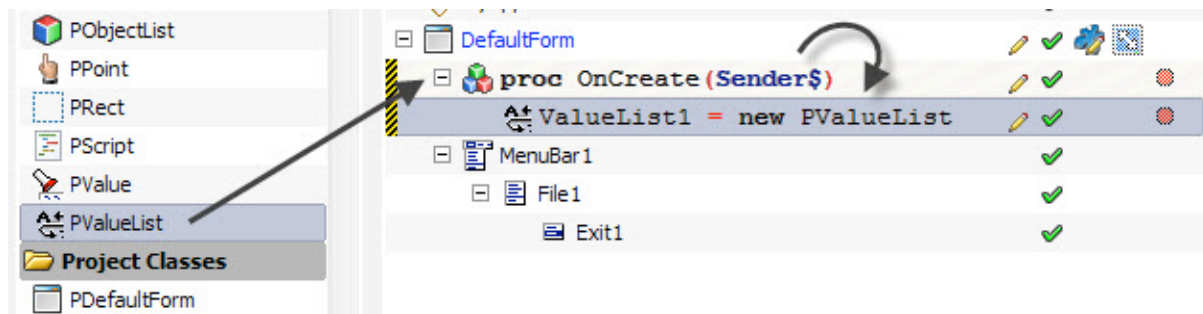 PObjectList
PPoint
PRect
PScript
PValue
PValueList
Project Classes
PDefaultForm
DefaultForm
proc OnCreate(Sender$)
ValueList1 = new PValueList
MenuBar1
File1
Exit1